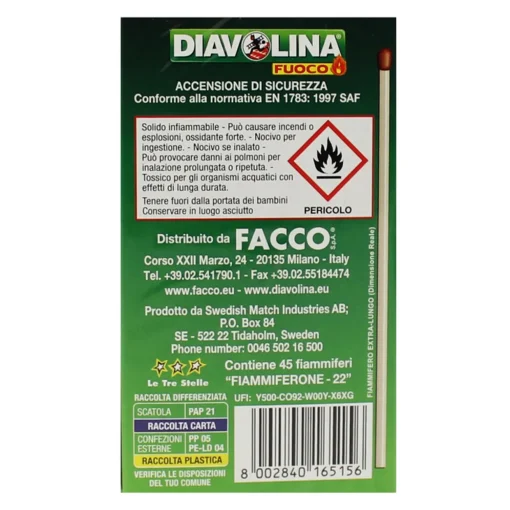 DIAVOLINA
FUOCO
ACCENSIONE DI SICUREZZA
Conforme alla normativa EN 1783: 1997 SAF
Solido infiammabile - Può causare incendi o
esplosioni, ossidante forte. - Nocivo per
ingestione. - Nocivo se inalato -
Può provocare danni ai polmoni per
inalazione prolungata o ripetuta. -
Tossico per gli organismi acquatici con
effetti di lunga durata.
Tenere fuori dalla portata dei bambini
Conservare in luogo asciutto
PERICOLO
Distribuito da FACCO S.p.A.
Corso XXII Marzo, 24 - 20135 Milano - Italy
Tel. +39.02.541790.1 - Fax +39.02.55184474
www.facco.eu - www.diavolina.eu
Prodotto da Swedish Match Industries AB;
P.O. Box 84
SE - 522 22 Tidaholm, Sweden
Phone number: 0046 502 16 500
Le Tre Stelle
Contiene 45 fiammiferi
"FIAMMIFERONE - 22"
UFI: Y500-CO92-W00Y-X6XG
RACCOLTA DIFFERENZIATA
SCATOLA PAP 21
RACCOLTA CARTA
CONFEZIONI PP 05
ESTERNE PE-LD 04
RACCOLTA PLASTICA
VERIFICA LE DISPOSIZIONI
DEL TUO COMUNE
8 002840 165156
FIAMMIFERO EXTRA-LUNGO (Dimensione Reale)